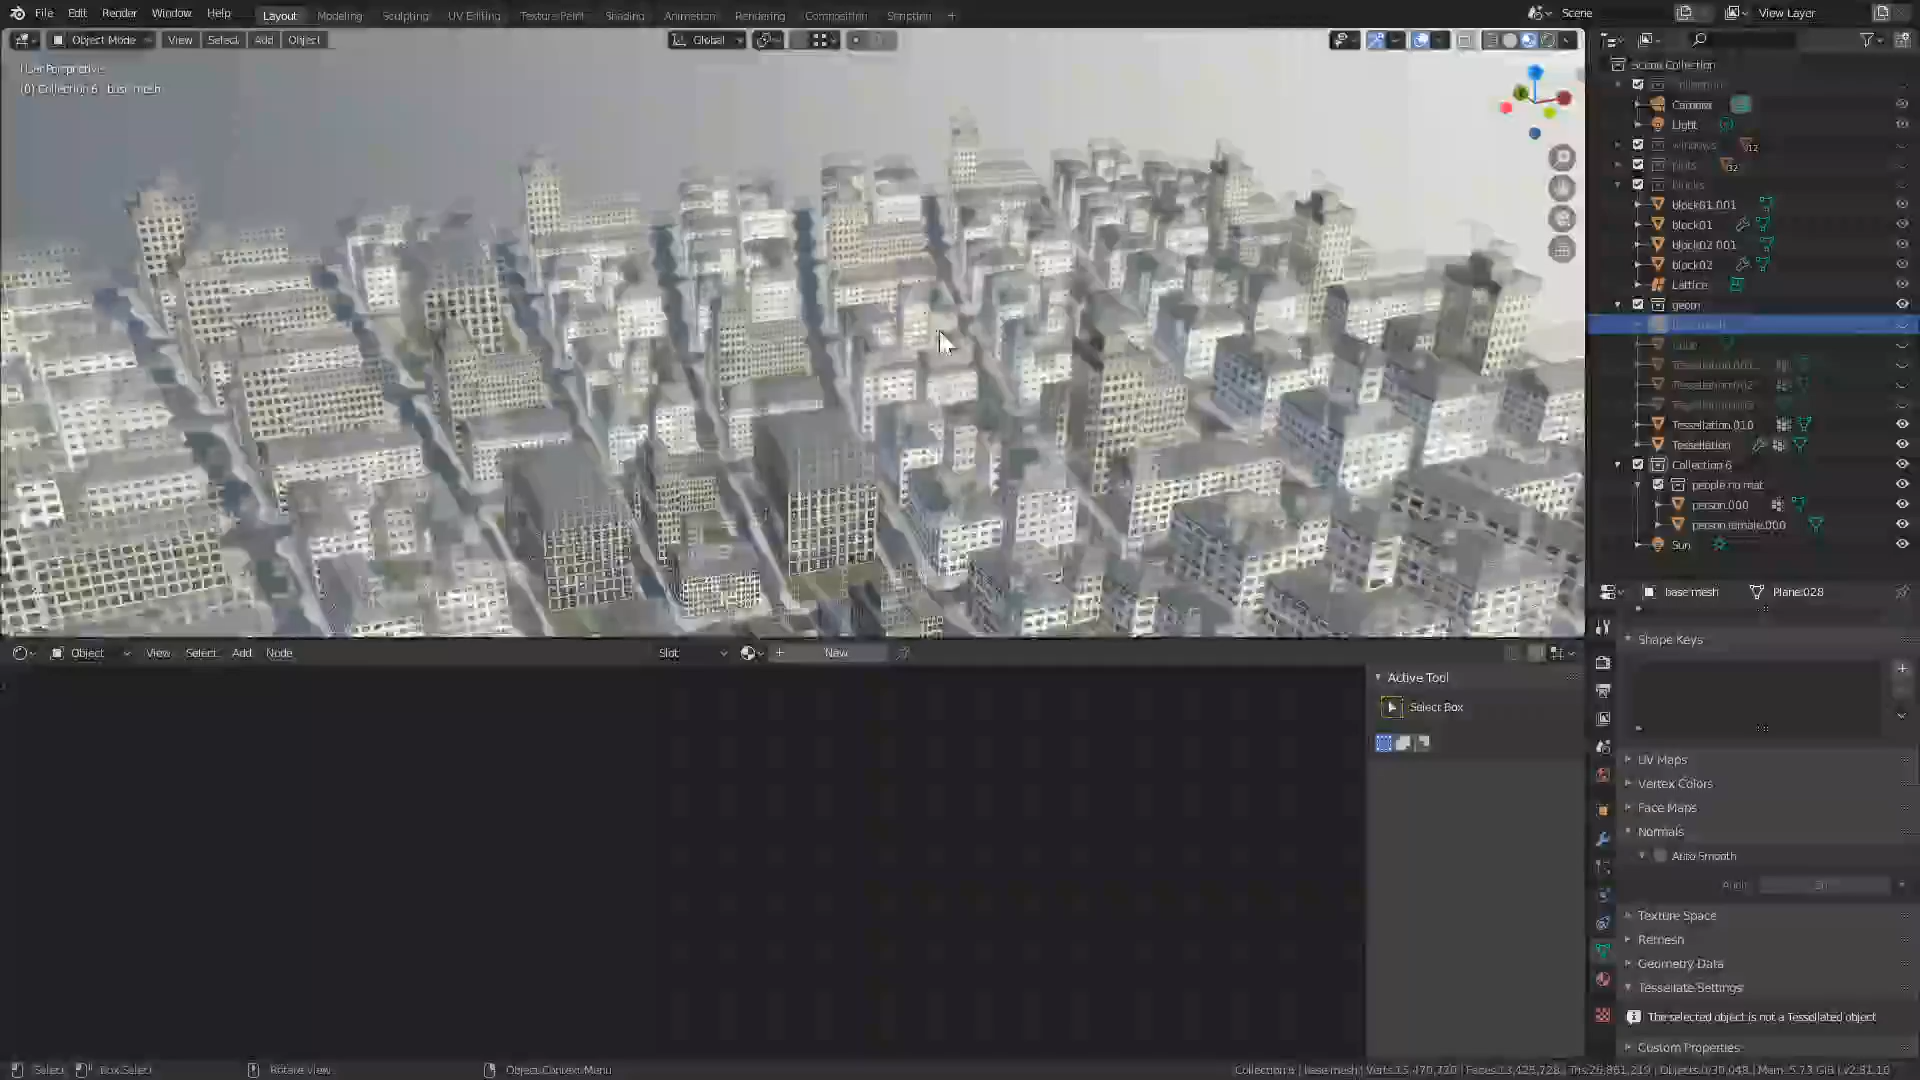 File Edit Render Window Help Layout Modeling Sculpting UV Editing Texture Paint Shading Animation Rendering Scripting + Scene View Layer
Object Mode View Select Add Object Global
User Perspective
(0) Collection 6 base mesh
Scene Collection
Camera
Light
windows
blocks
block01.001
block01
block02.001
block02
Lattice
geom
Tessellation.010
Tessellation
Collection 6
people no mat
person.000
person.female.000
Sun
base mesh Plane.028
Shape Keys
Object View Select Add Node Slot + New
Active Tool
Select Box
UV Maps
Vertex Colors
Face Maps
Normals
Auto Smooth
Texture Space
Remesh
Geometry Data
Tessellate Settings
The selected object is not a Tessellated object
Custom Properties
Select Box Select Rotate View Object Context Menu